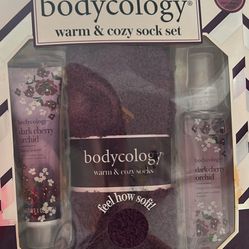 bodycology®
warm & cozy sock set
bodycology
dark cherry
orchid
bodycology
warm & cozy socks
feel how soft!
bodycology
dark cherry
orchid